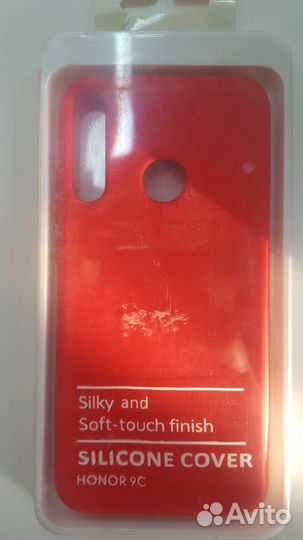 Silky and
Soft-touch finish
SILICONE COVER
HONOR 9C
Avito